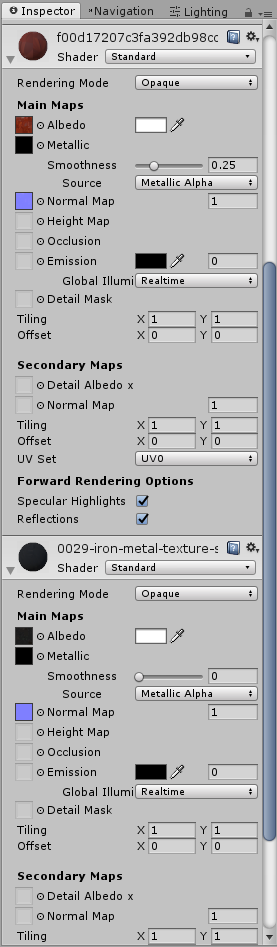 Inspector Navigation Lighting
f00d17207c3fa392db98cc
Shader Standard
Rendering Mode Opaque
Main Maps
Albedo
Metallic
Smoothness 0.25
Source Metallic Alpha
Normal Map 1
Height Map
Occlusion
Emission 0
Global Illumi Realtime
Detail Mask
Tiling X 1 Y 1
Offset X 0 Y 0
Secondary Maps
Detail Albedo x
Normal Map 1
Tiling X 1 Y 1
Offset X 0 Y 0
UV Set UV0
Forward Rendering Options
Specular Highlights
Reflections
0029-iron-metal-texture-s
Shader Standard
Rendering Mode Opaque
Main Maps
Albedo
Metallic
Smoothness 0
Source Metallic Alpha
Normal Map 1
Height Map
Occlusion
Emission 0
Global Illumi Realtime
Detail Mask
Tiling X 1 Y 1
Offset X 0 Y 0
Secondary Maps
Detail Albedo x
Normal Map 1
Tiling X 1 Y 1